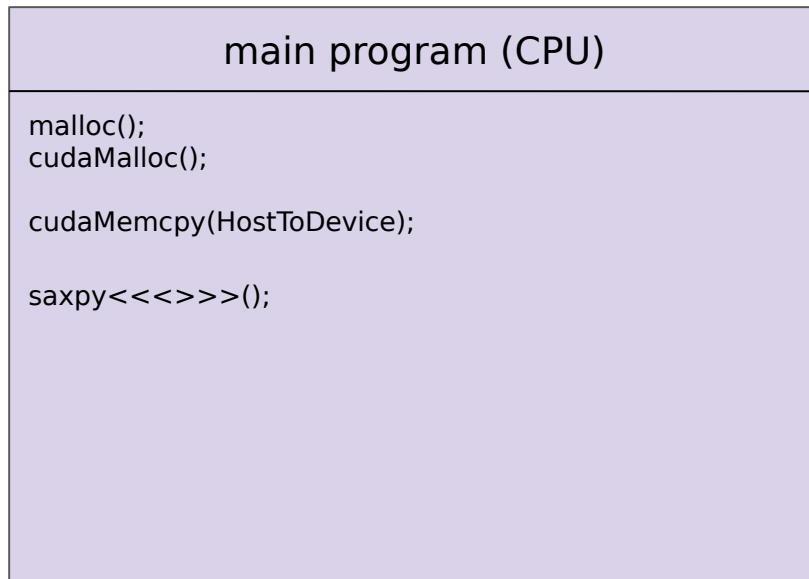 main program (CPU)
malloc();
cudaMalloc();
cudaMemcpy(HostToDevice);
saxpy<<<>>>();